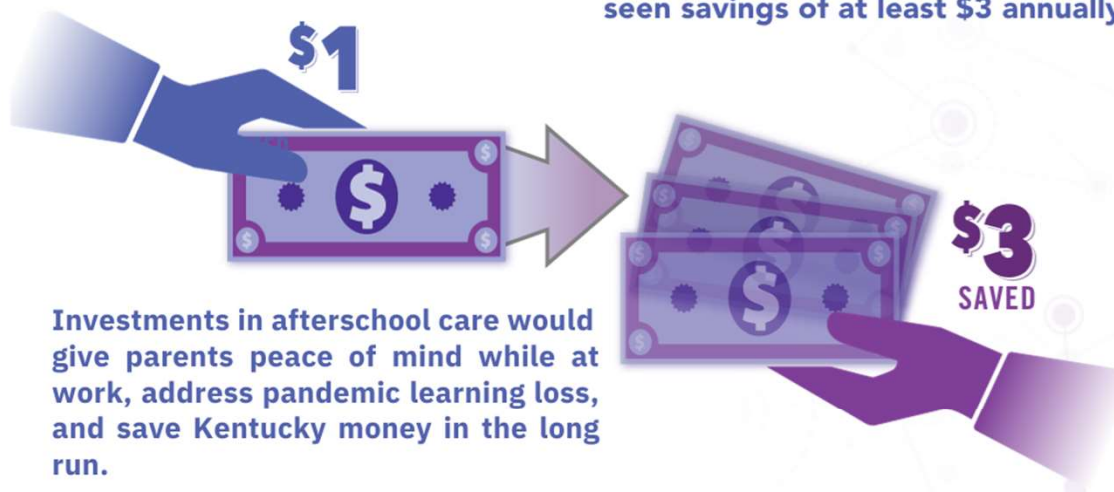 seen savings of at least $3 annually
$1
$3
SAVED
Investments in afterschool care would
give parents peace of mind while at
work, address pandemic learning loss,
and save Kentucky money in the long
run.